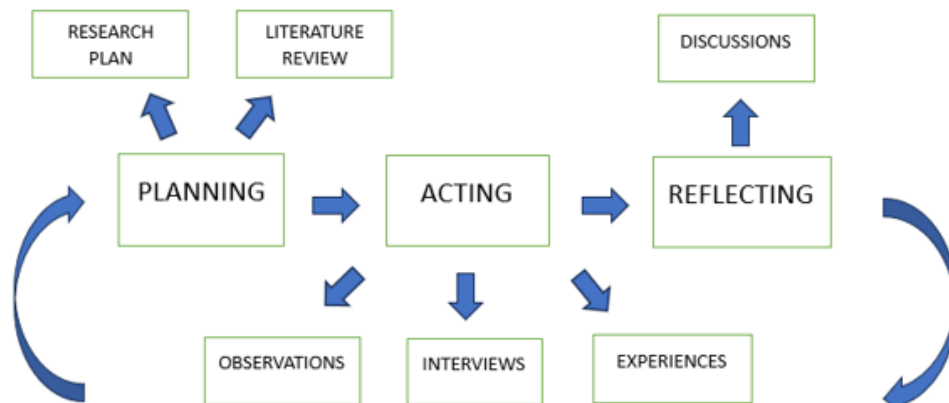 RESEARCH
PLAN
LITERATURE
REVIEW
DISCUSSIONS
PLANNING
ACTING
REFLECTING
OBSERVATIONS
INTERVIEWS
EXPERIENCES